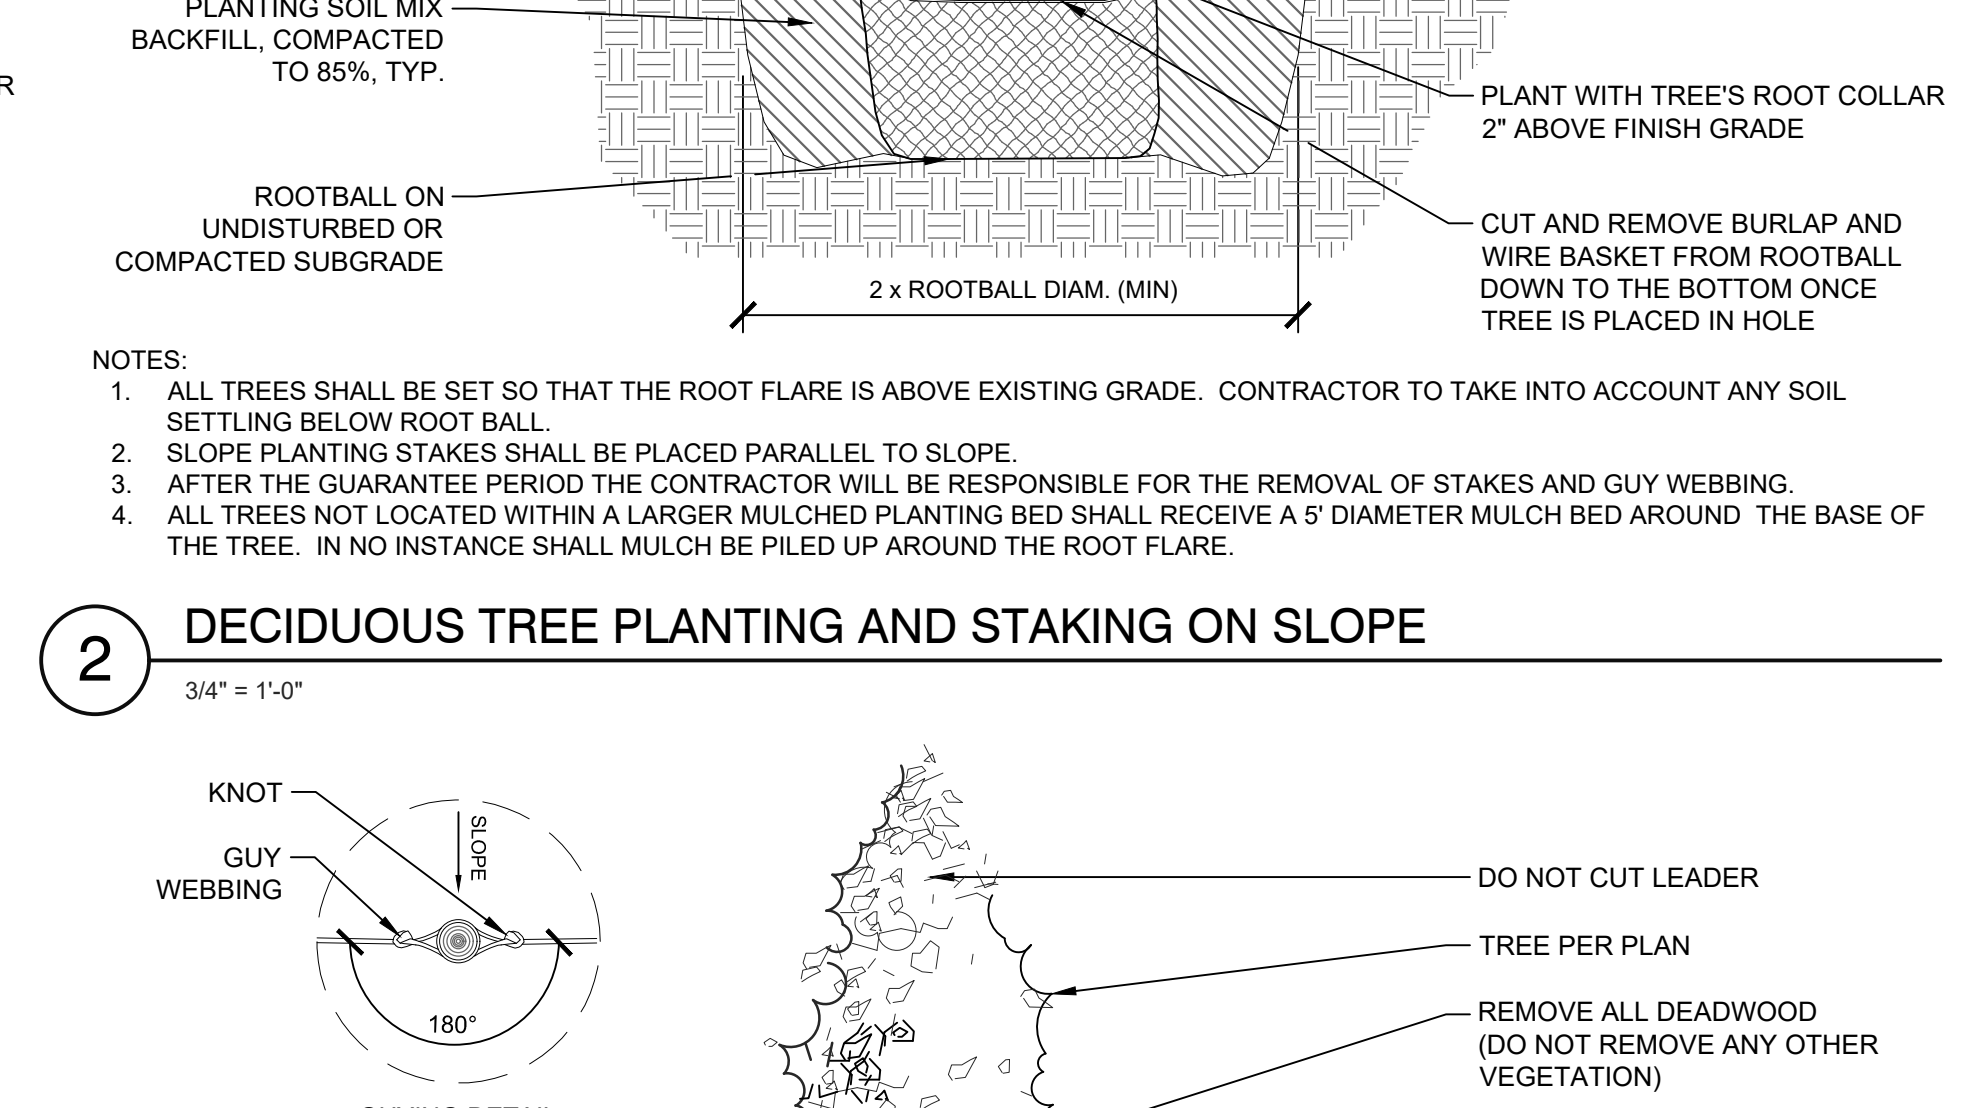 PLANTING SOIL MIX
BACKFILL, COMPACTED
TO 85%, TYP.
R
PLANT WITH TREE'S ROOT COLLAR
2" ABOVE FINISH GRADE
ROOTBALL ON
UNDISTURBED OR
COMPACTED SUBGRADE
CUT AND REMOVE BURLAP AND
WIRE BASKET FROM ROOTBALL
DOWN TO THE BOTTOM ONCE
TREE IS PLACED IN HOLE
2 x ROOTBALL DIAM. (MIN)
NOTES:
1. ALL TREES SHALL BE SET SO THAT THE ROOT FLARE IS ABOVE EXISTING GRADE. CONTRACTOR TO TAKE INTO ACCOUNT ANY SOIL
SETTLING BELOW ROOT BALL.
2. SLOPE PLANTING STAKES SHALL BE PLACED PARALLEL TO SLOPE.
3. AFTER THE GUARANTEE PERIOD THE CONTRACTOR WILL BE RESPONSIBLE FOR THE REMOVAL OF STAKES AND GUY WEBBING.
4. ALL TREES NOT LOCATED WITHIN A LARGER MULCHED PLANTING BED SHALL RECEIVE A 5' DIAMETER MULCH BED AROUND THE BASE OF
THE TREE. IN NO INSTANCE SHALL MULCH BE PILED UP AROUND THE ROOT FLARE.
2
DECIDUOUS TREE PLANTING AND STAKING ON SLOPE
3/4" = 1'-0"
KNOT
GUY
WEBBING
SLOPE
180°
DO NOT CUT LEADER
TREE PER PLAN
REMOVE ALL DEADWOOD
(DO NOT REMOVE ANY OTHER
VEGETATION)